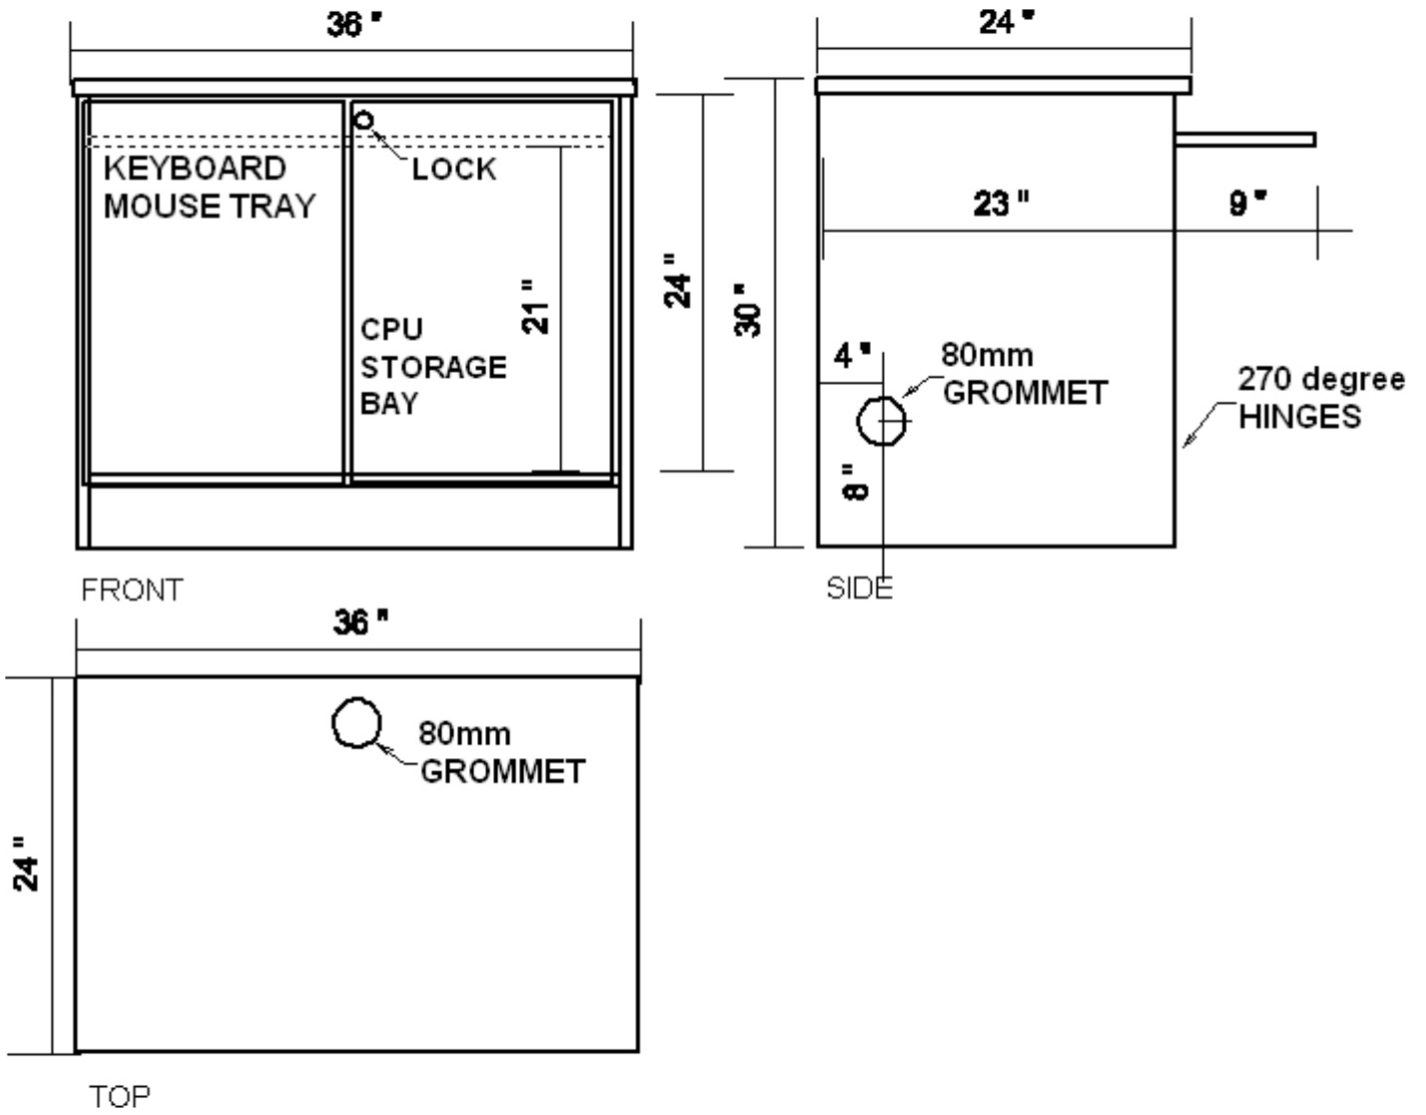 36 "
24 "
KEYBOARD
MOUSE TRAY
LOCK
CPU
STORAGE
BAY
21 "
24 "
30 "
FRONT
23 "
9 "
4 "
80mm
GROMMET
8 "
270 degree
HINGES
SIDE
36 "
80mm
GROMMET
24 "
TOP